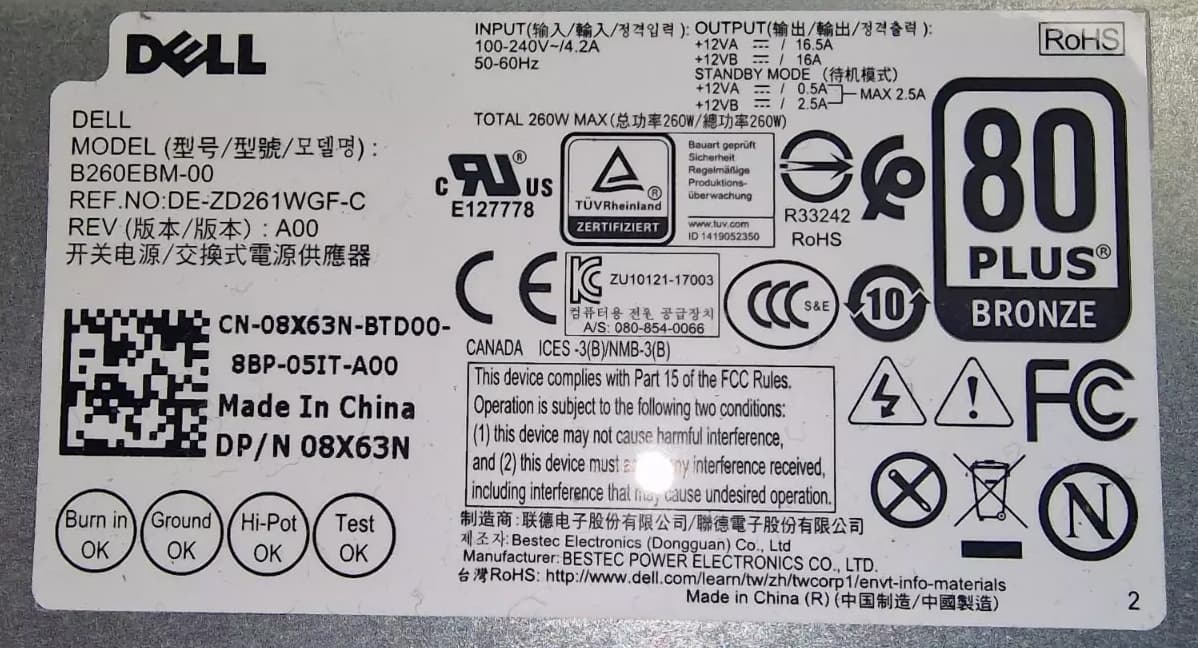 DELL
DELL
MODEL (型号/型號/모델명) :
B260EBM-00
REF.NO:DE-ZD261WGF-C
REV (版本/版本) : A00
开关电源/交換式電源供應器
INPUT(输入/輸入/정격입력 ):
100-240V~/4.2A
50-60Hz
OUTPUT(输出/輸出/정격출력 ):
+12VA ⎓ / 16.5A
+12VB ⎓ / 16A
STANDBY MODE (待机模式)
+12VA ⎓ / 0.5A
+12VB ⎓ / 2.5A
MAX 2.5A
TOTAL 260W MAX(总功率260W/總功率260W)
RoHS
80
PLUS®
BRONZE
c RU ® US
E127778
TÜVRheinland ®
ZERTIFIZIERT
Bauart geprüft
Sicherheit
Regelmäßige
Produktions-
überwachung
www.tuv.com
ID 1419052350
R33242
RoHS
CE
KC
ZU10121-17003
컴퓨터용 전원 공급장치
A/S: 080-854-0066
CCC S&E
10
CANADA ICES -3(B)/NMB-3(B)
This device complies with Part 15 of the FCC Rules.
Operation is subject to the following two conditions:
(1) this device may not cause harmful interference,
and (2) this device must any interference received,
including interference that may cause undesired operation.
FC
N
CN-08X63N-BTD00-
8BP-05IT-A00
Made In China
DP/N 08X63N
Burn in
OK
Ground
OK
Hi-Pot
OK
Test
OK
制造商:联德电子股份有限公司/聯德電子股份有限公司
제조자: Bestec Electronics (Dongguan) Co., Ltd
Manufacturer: BESTEC POWER ELECTRONICS CO., LTD.
台灣RoHS: http://www.dell.com/learn/tw/zh/twcorp1/envt-info-materials
Made in China (R) (中国制造/中國製造)
2